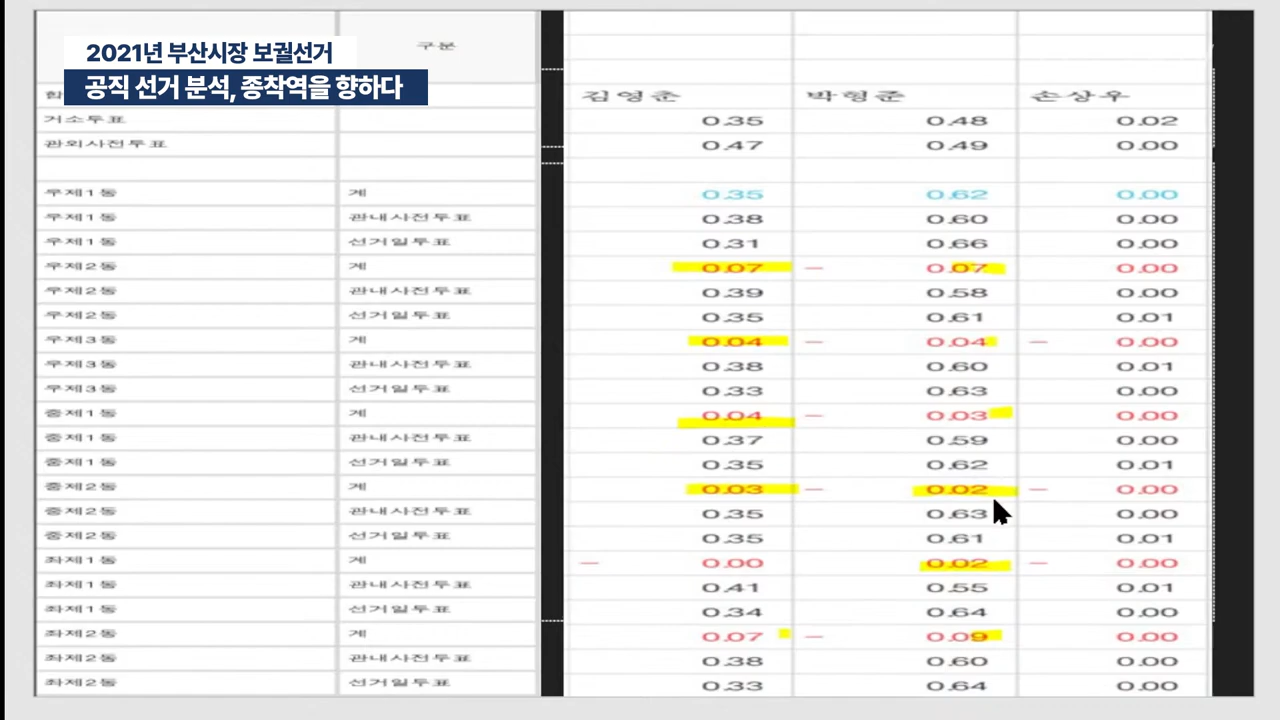 2021년 부산시장 보궐선거
공직 선거 분석, 종착역을 향하다
구분
합 김영춘 박형준 손상우
거소투표 0.35 0.48 0.02
관외사전투표 0.47 0.49 0.00
우제1동 계 0.35 0.62 0.00
우제1동 관내사전투표 0.38 0.60 0.00
우제1동 선거일투표 0.31 0.66 0.00
우제2동 계 0.07 — 0.07 0.00
우제2동 관내사전투표 0.39 0.58 0.00
우제2동 선거일투표 0.35 0.61 0.01
우제3동 계 0.04 — 0.04 — 0.00
우제3동 관내사전투표 0.38 0.60 0.01
우제3동 선거일투표 0.33 0.63 0.00
중제1동 계 0.04 — 0.03 0.00
중제1동 관내사전투표 0.37 0.59 0.00
중제1동 선거일투표 0.35 0.62 0.01
중제2동 계 0.03 — 0.02 — 0.00
중제2동 관내사전투표 0.35 0.63 0.00
중제2동 선거일투표 0.35 0.61 0.01
좌제1동 계 — 0.00 0.02 — 0.00
좌제1동 관내사전투표 0.41 0.55 0.01
좌제1동 선거일투표 0.34 0.64 0.00
좌제2동 계 0.07 — 0.09 0.00
좌제2동 관내사전투표 0.38 0.60 0.00
좌제2동 선거일투표 0.33 0.64 0.00